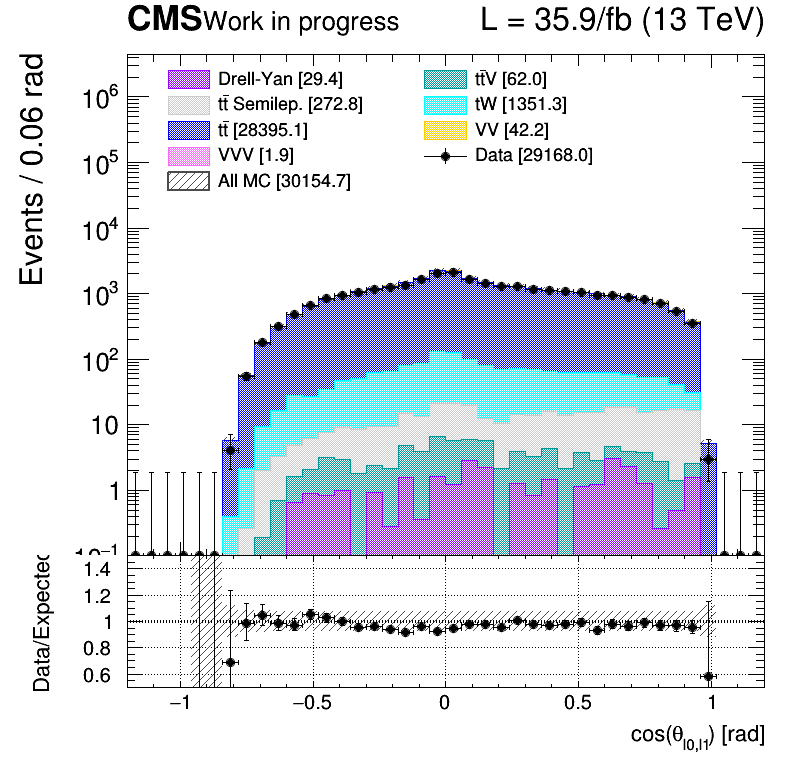 CMS Work in progress L = 35.9/fb (13 TeV)
Events / 0.06 rad
Drell-Yan [29.4]
tt̄ Semilep. [272.8]
tt̄ [28395.1]
VVV [1.9]
All MC [30154.7]
tt̄V [62.0]
tW [1351.3]
VV [42.2]
Data [29168.0]
10⁶
10⁵
10⁴
10³
10²
10
1
10⁻¹
Data/Expected
1.4
1.2
1
0.8
0.6
−1 −0.5 0 0.5 1
cos(θ_l0,l1) [rad]